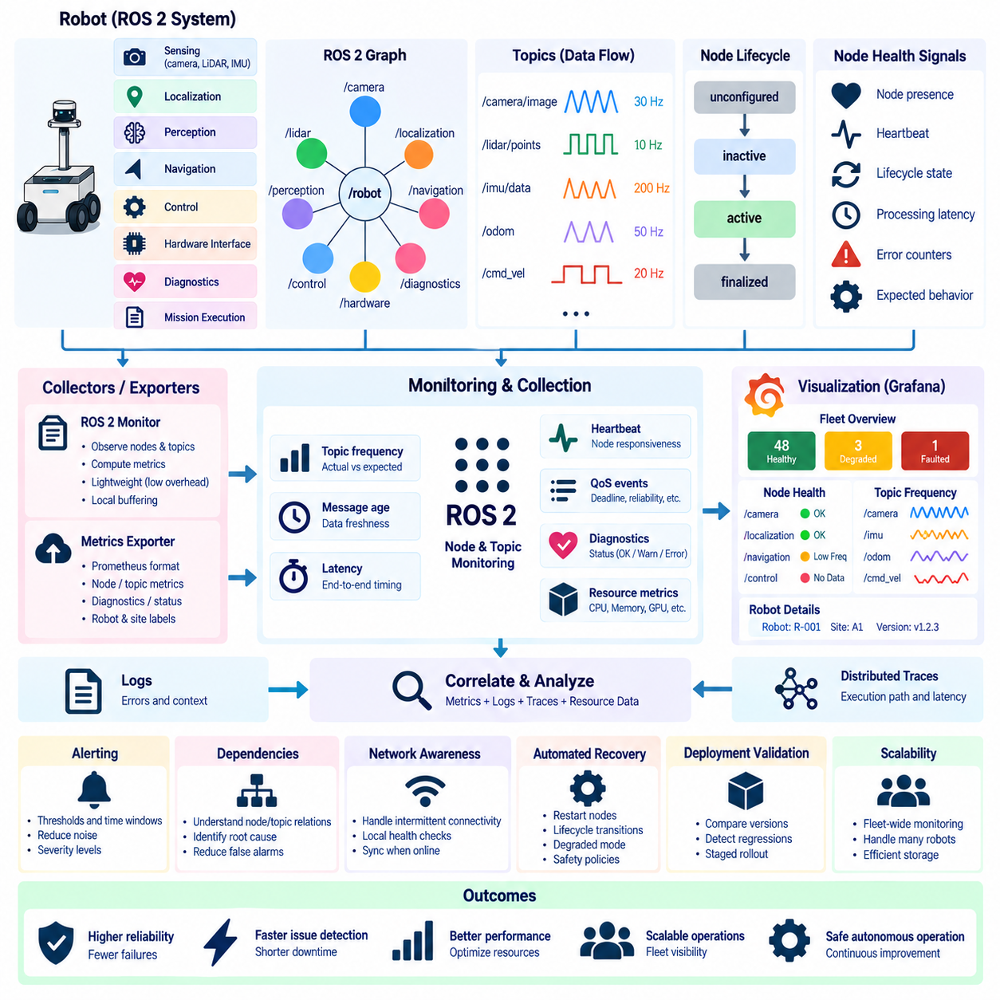 Robot (ROS 2 System)
Sensing
(camera, LiDAR, IMU)
Localization
Perception
Navigation
Control
Hardware Interface
Diagnostics
Mission Execution
ROS 2 Graph
/camera
/lidar
/localization
/perception
/robot
/navigation
/control
/diagnostics
/hardware
Topics (Data Flow)
/camera/image
30 Hz
/lidar/points
10 Hz
/imu/data
200 Hz
/odom
50 Hz
/cmd_vel
20 Hz
...
Node Lifecycle
unconfigured
inactive
active
finalized
Node Health Signals
Node presence
Heartbeat
Lifecycle state
Processing latency
Error counters
Expected behavior
Collectors / Exporters
ROS 2 Monitor
• Observe nodes & topics
• Compute metrics
• Lightweight (low overhead)
• Local buffering
Metrics Exporter
• Prometheus format
• Node / topic metrics
• Diagnostics / status
• Robot & site labels
Moniltoring & Collection
Topic frequency
Actual vs expected
Message age
Data freshness
Latency
End-to-end timing
ROS 2
Node & Topic
Monitoring
Heartbeat
Node responsiveness
QoS events
Deadline, reliability, etc.
Diagnostics
Status (OK / Warn / Error)
Resource metrics
CPU, Memory, GPU, etc.
Visualization (Grafana)
Fleet Overview
48
Healthy
3
Degraded
1
Faulted
Node Health
/camera
OK
/localization
OK
/navigation
Low Freq
/control
No Data
Topic Frequency
/camera
/imu
/odom
/cmd_vel
Robot Details
Robot: R-001 Site: A1 Version: v1.2.3
Logs
Errors and context
Correlate & Analyze
Metrics + Logs + Traces + Resource Data
Distributed Traces
Execution path and latency
Alerting
• Thresholds and time windows
• Reduce noise
• Severity levels
Dependencies
• Understand node/topic relations
• Identify root cause
• Reduce false alarms
Network Awareness
• Handle intermittent connectivity
• Local health checks
• Sync when online
Automated Recovery
• Restart nodes
• Lifecycle transitions
• Degraded mode
• Safety policies
Deployment Validation
• Compare versions
• Detect regressions
• Staged rollout
Scalability
• Fleet-wide monitoring
• Handle many robots
• Efficient storage
Outcomes
Higher reliability
Fewer failures
Faster issue detection
Shorter downtime
Better performance
Optimize resources
Scalable operations
Fleet visibility
Safe autonomous operation
Continuous improvement